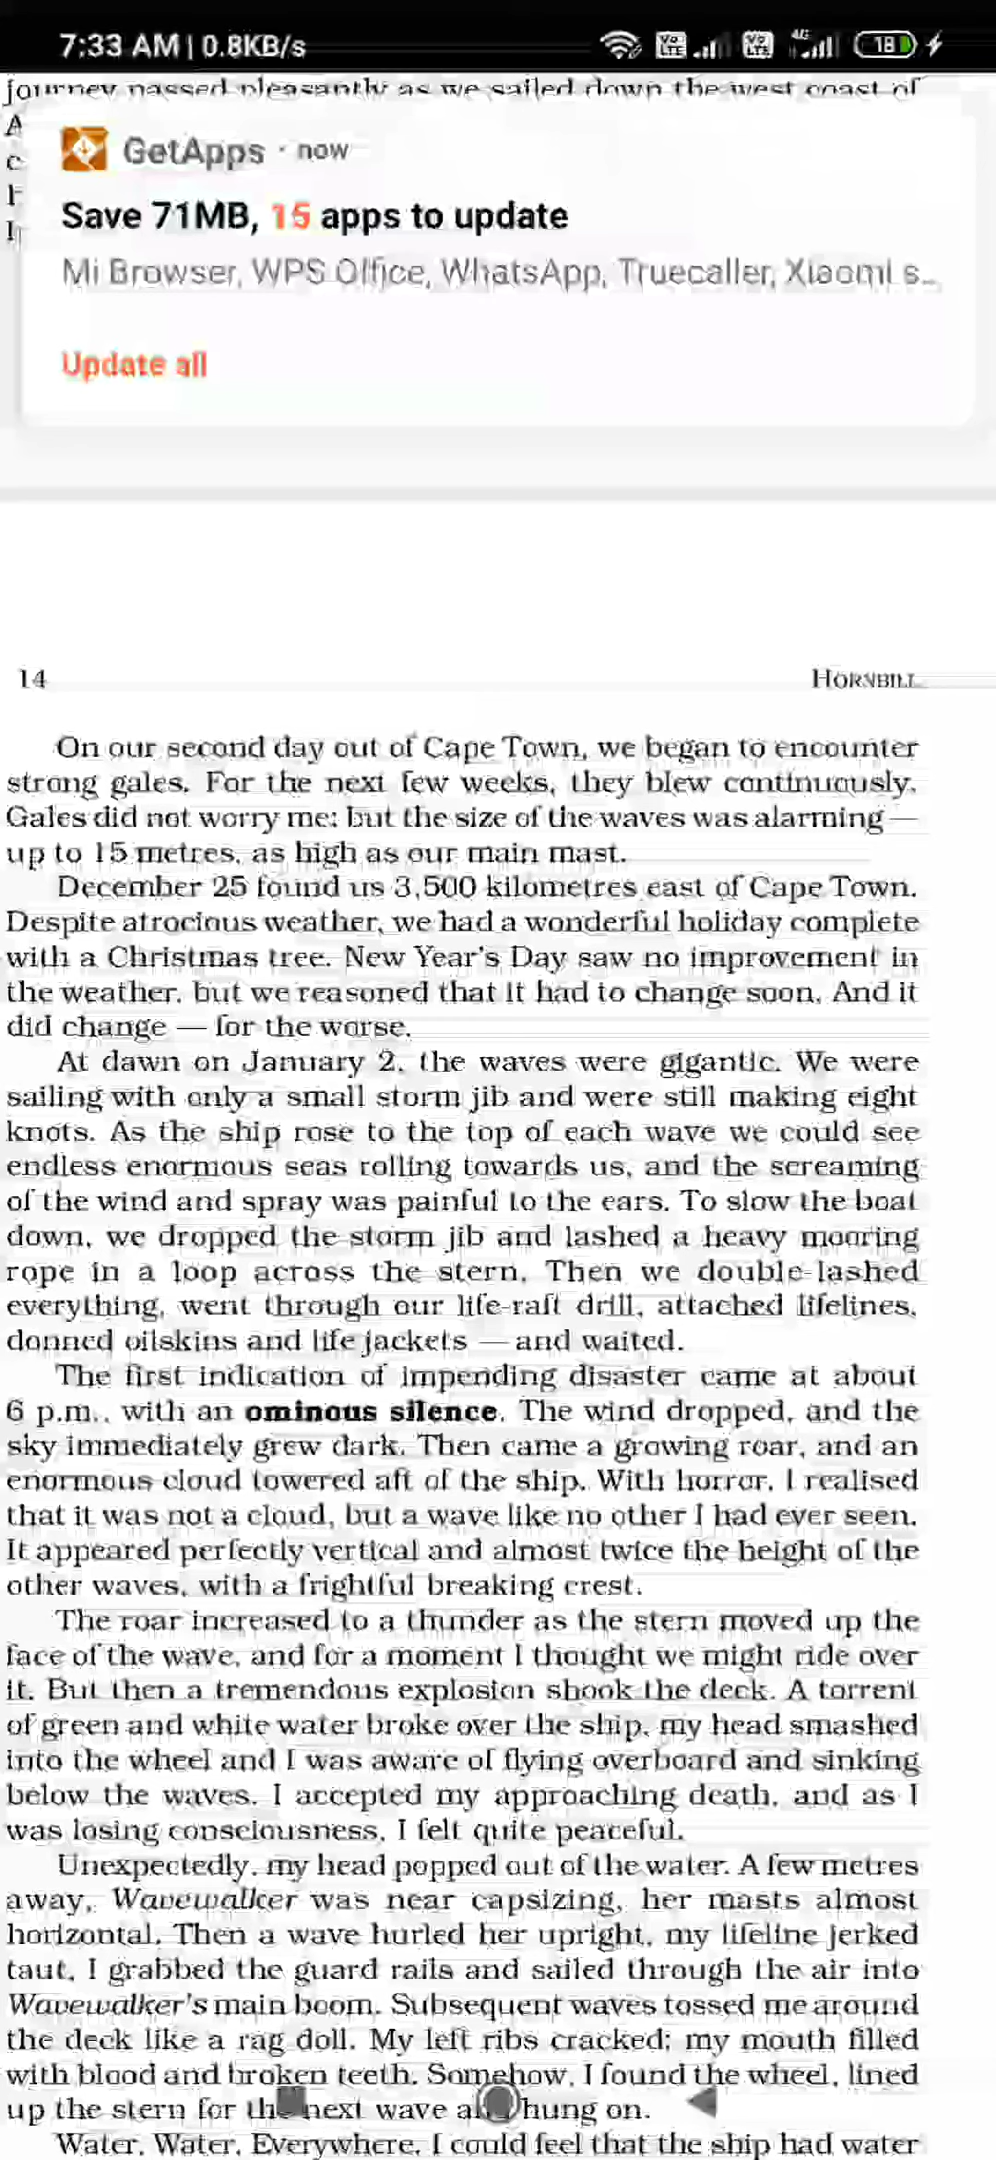 7:33 AM | 0.8KB/s 4G 18
journey passed pleasantly as we sailed down the west coast of
A
GetApps · now
c
Save 71MB, 15 apps to update
Mi Browser, WPS Office, WhatsApp, Truecaller, Xiaomi s...
Update all
14 HORNBILL
On our second day out of Cape Town, we began to encounter
strong gales. For the next few weeks, they blew continuously.
Gales did not worry me; but the size of the waves was alarming —
up to 15 metres, as high as our main mast.
December 25 found us 3,500 kilometres east of Cape Town.
Despite atrocious weather, we had a wonderful holiday complete
with a Christmas tree. New Year's Day saw no improvement in
the weather, but we reasoned that it had to change soon. And it
did change — for the worse.
At dawn on January 2, the waves were gigantic. We were
sailing with only a small storm jib and were still making eight
knots. As the ship rose to the top of each wave we could see
endless enormous seas rolling towards us, and the screaming
of the wind and spray was painful to the ears. To slow the boat
down, we dropped the storm jib and lashed a heavy mooring
rope in a loop across the stern. Then we double-lashed
everything, went through our life-raft drill, attached lifelines,
donned oilskins and life jackets — and waited.
The first indication of impending disaster came at about
6 p.m., with an ominous silence. The wind dropped, and the
sky immediately grew dark. Then came a growing roar, and an
enormous cloud towered aft of the ship. With horror, I realised
that it was not a cloud, but a wave like no other I had ever seen.
It appeared perfectly vertical and almost twice the height of the
other waves, with a frightful breaking crest.
The roar increased to a thunder as the stern moved up the
face of the wave, and for a moment I thought we might ride over
it. But then a tremendous explosion shook the deck. A torrent
of green and white water broke over the ship, my head smashed
into the wheel and I was aware of flying overboard and sinking
below the waves. I accepted my approaching death, and as I
was losing consciousness, I felt quite peaceful.
Unexpectedly, my head popped out of the water. A few metres
away, Wavewalker was near capsizing, her masts almost
horizontal. Then a wave hurled her upright, my lifeline jerked
taut, I grabbed the guard rails and sailed through the air into
Wavewalker's main boom. Subsequent waves tossed me around
the deck like a rag doll. My left ribs cracked; my mouth filled
with blood and broken teeth. Somehow, I found the wheel, lined
up the stern for the next wave and hung on.
Water, Water, Everywhere. I could feel that the ship had water